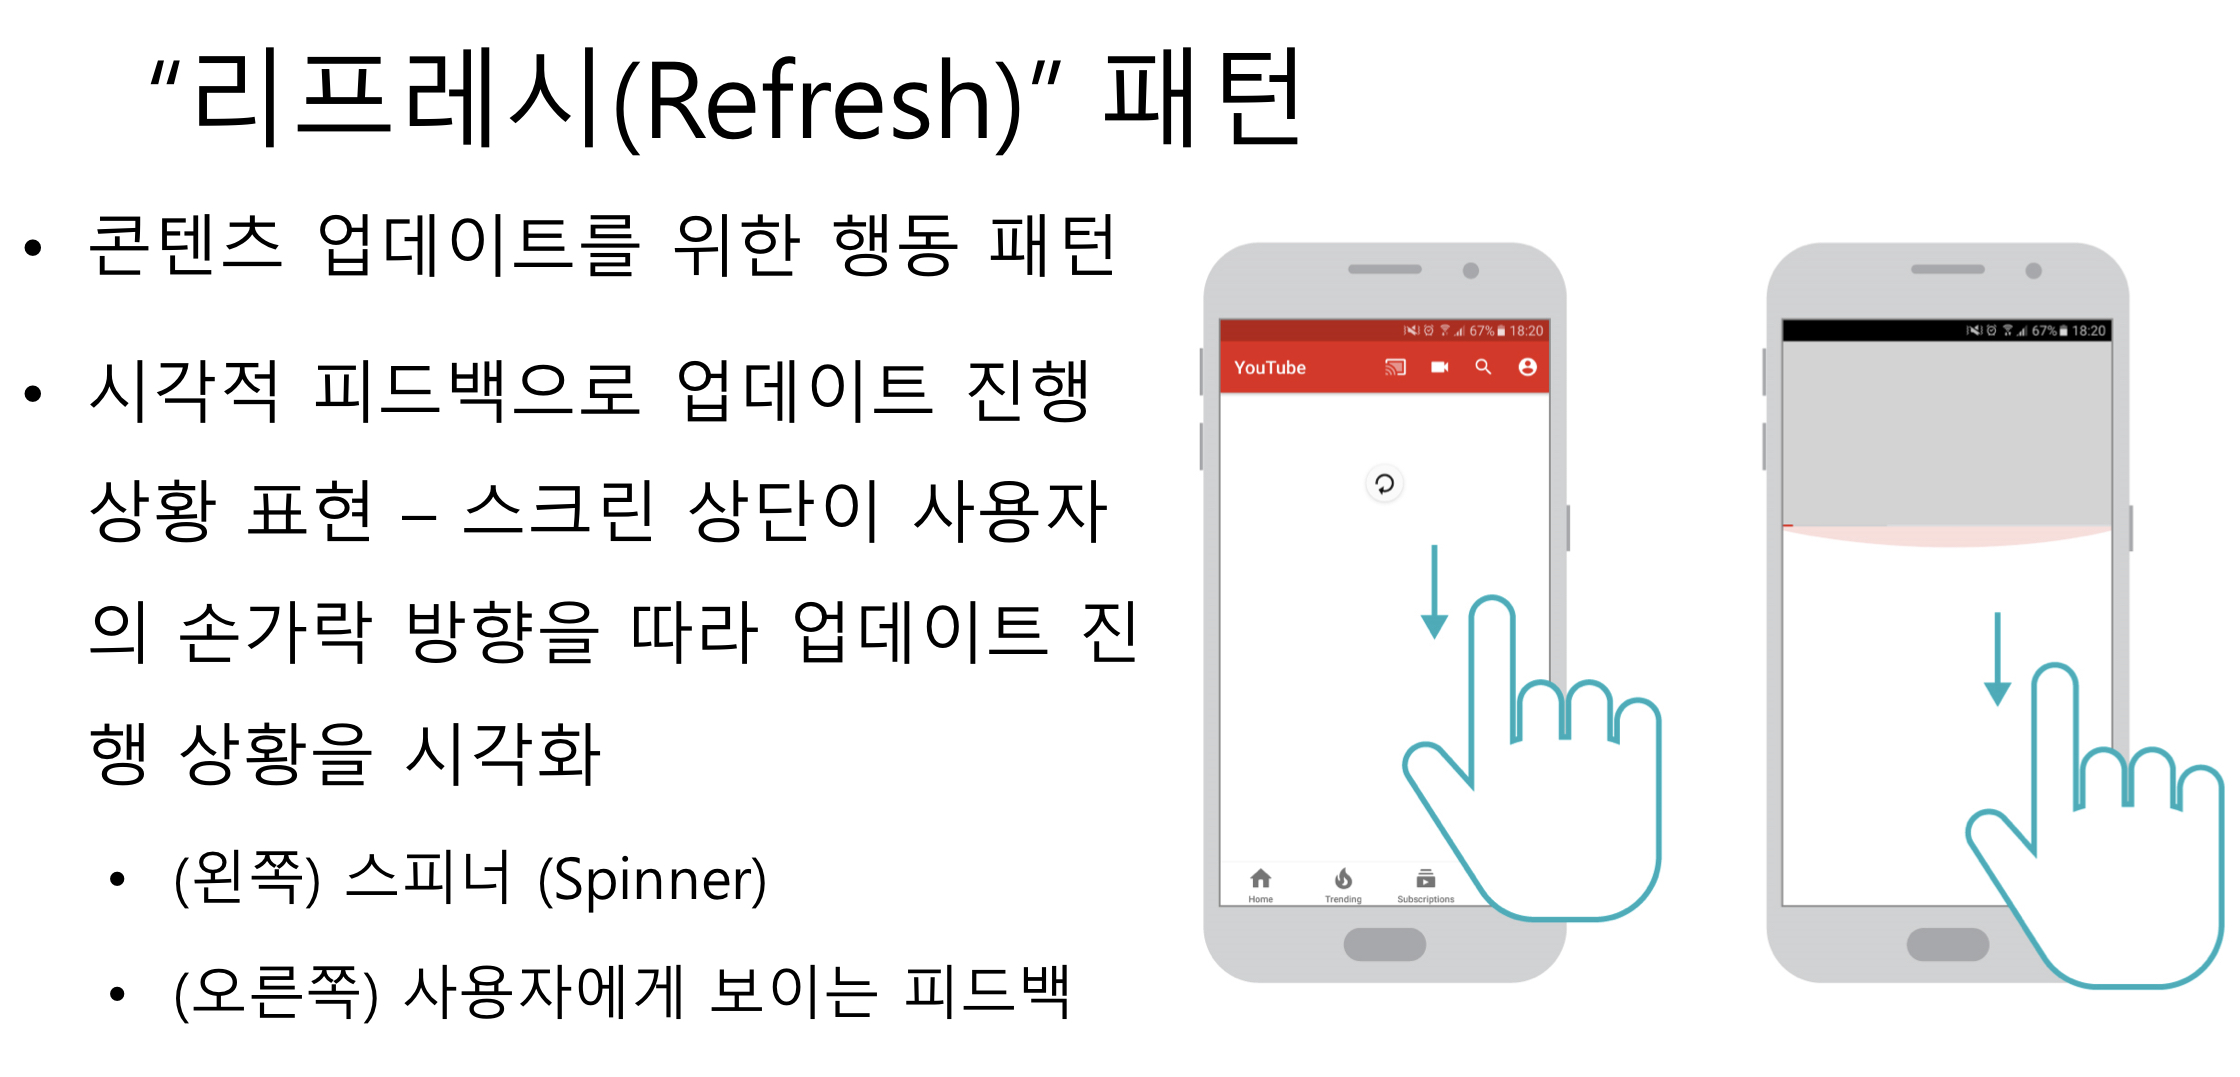 “리프레시(Refresh)” 패턴
• 콘텐츠 업데이트를 위한 행동 패턴
• 시각적 피드백으로 업데이트 진행
상황 표현 – 스크린 상단이 사용자
의 손가락 방향을 따라 업데이트 진
행 상황을 시각화
• (왼쪽) 스피너 (Spinner)
• (오른쪽) 사용자에게 보이는 피드백
67% 18:20
YouTube
Home Trending Subscriptions
67% 18:20